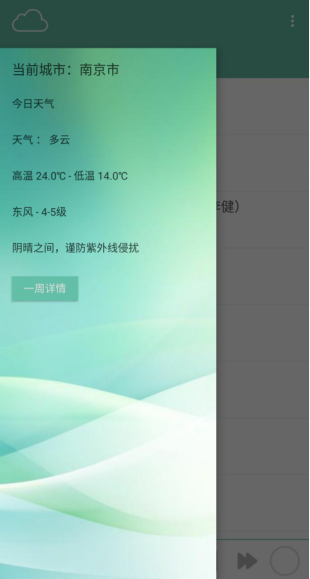 当前城市：南京市
今日天气
天气： 多云
高温 24.0℃ - 低温 14.0℃
东风 - 4-5级
阴晴之间，谨防紫外线侵扰
一周详情
健）